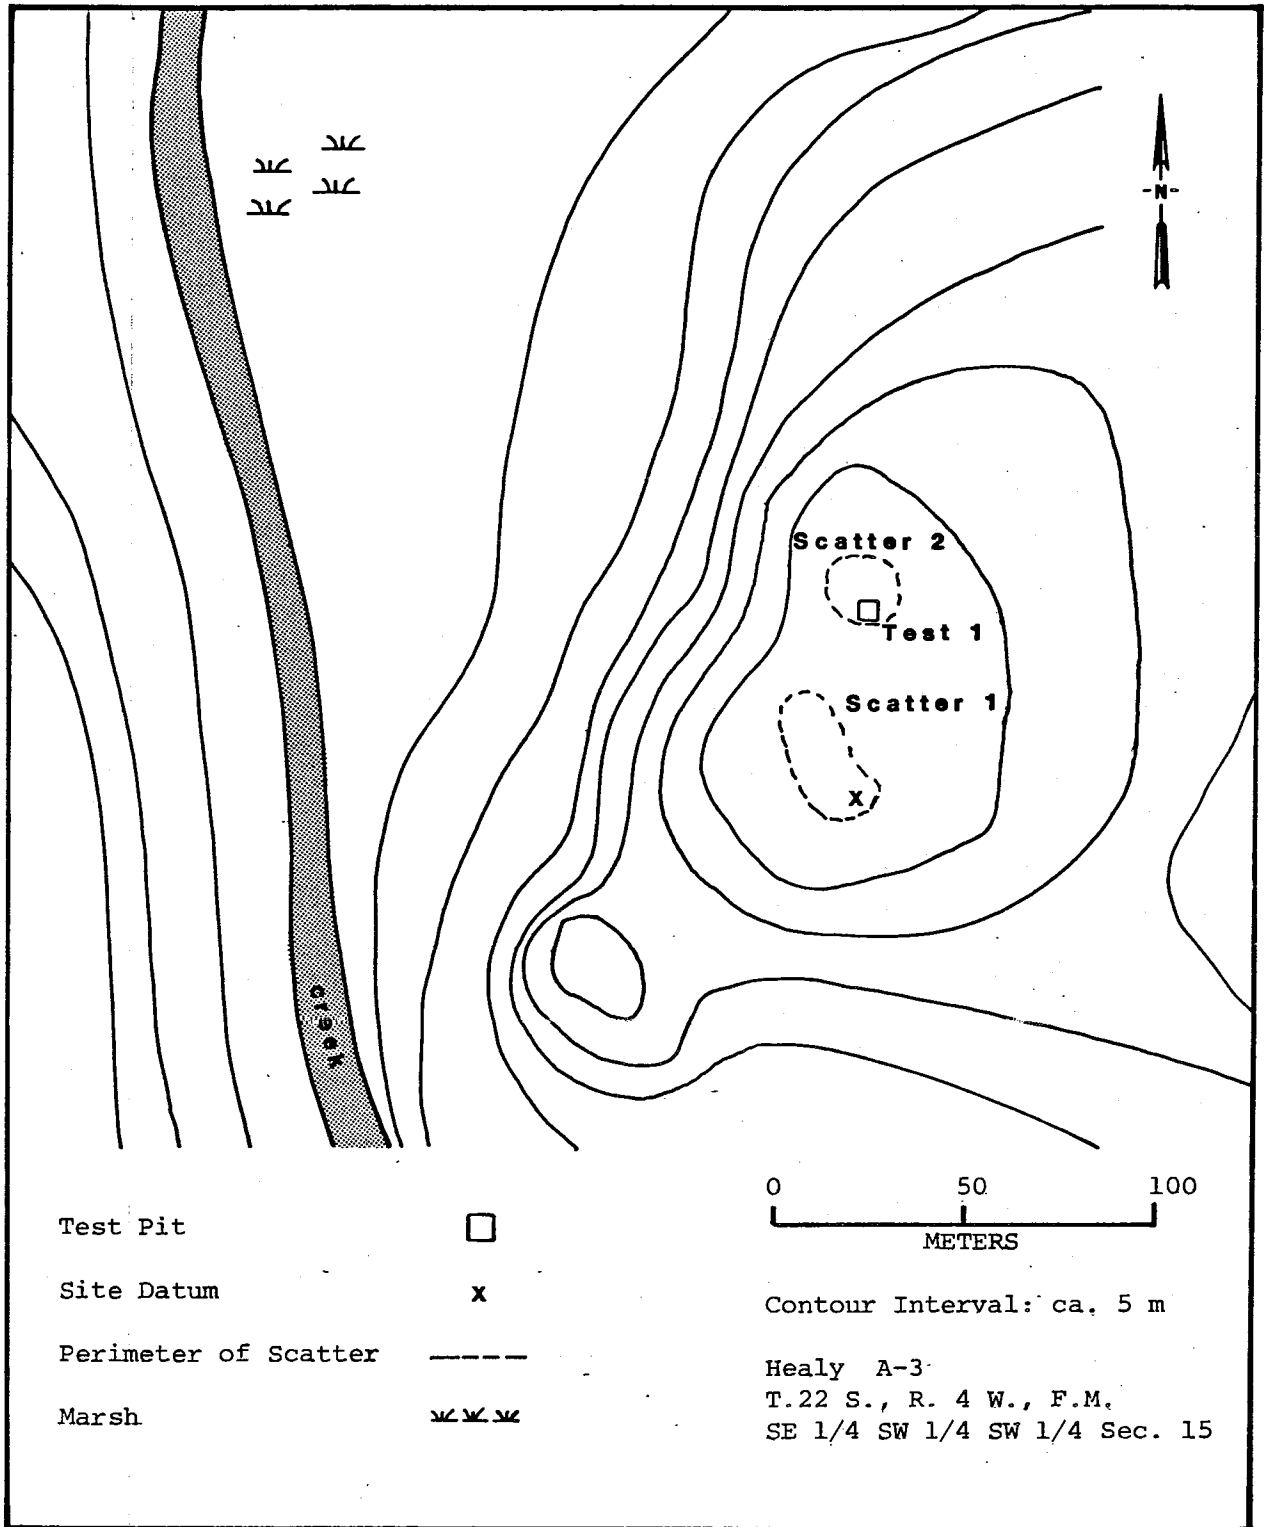 -N-
Scatter 2
Test 1
Scatter 1
x
creek
0 50 100
METERS
Test Pit
Site Datum x
Contour Interval: ca. 5 m
Perimeter of Scatter
Healy A-3
T.22 S., R. 4 W., F.M.
Marsh
SE 1/4 SW 1/4 SW 1/4 Sec. 15